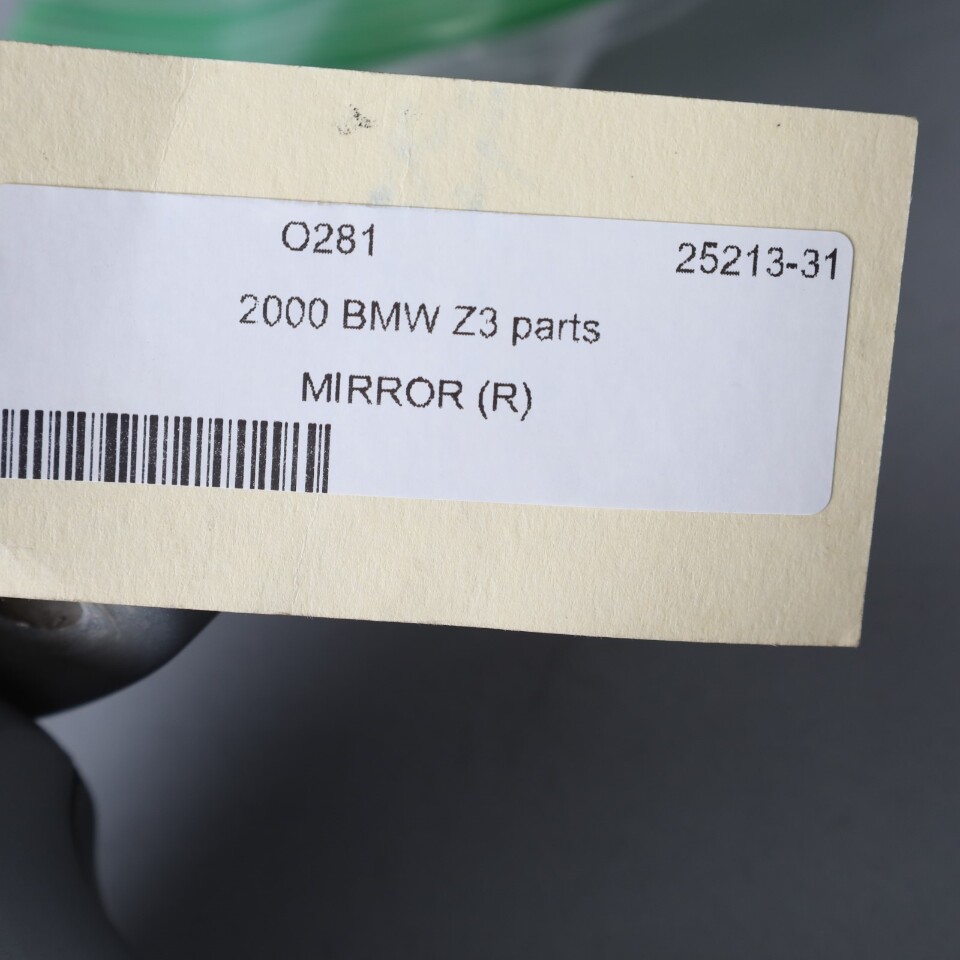 O281
25213-31
2000 BMW Z3 parts
MIRROR (R)